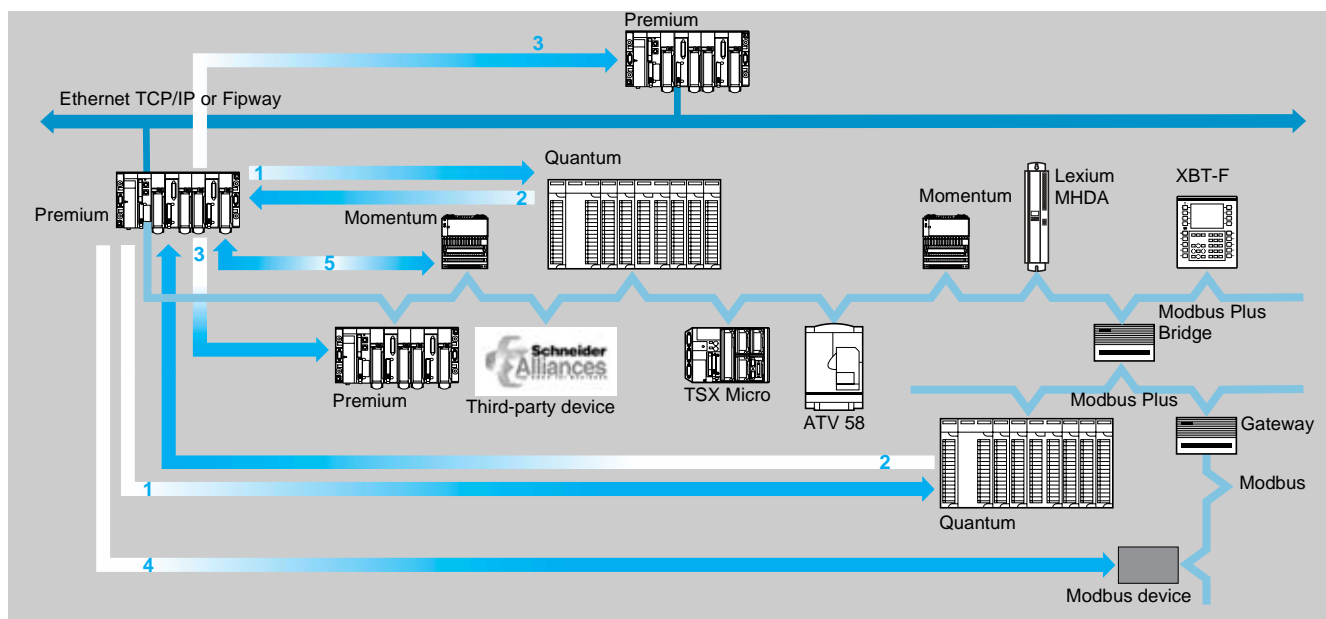 Premium
3
Ethernet TCP/IP or Fipway
1
Quantum
2
Premium
Momentum
Momentum
Lexium
MHDA
XBT-F
3
5
Modbus Plus
Bridge
Schneider
Alliances
Premium
Third-party device
TSX Micro
ATV 58
Modbus Plus
Gateway
2
1
Modbus
Quantum
4
Modbus device